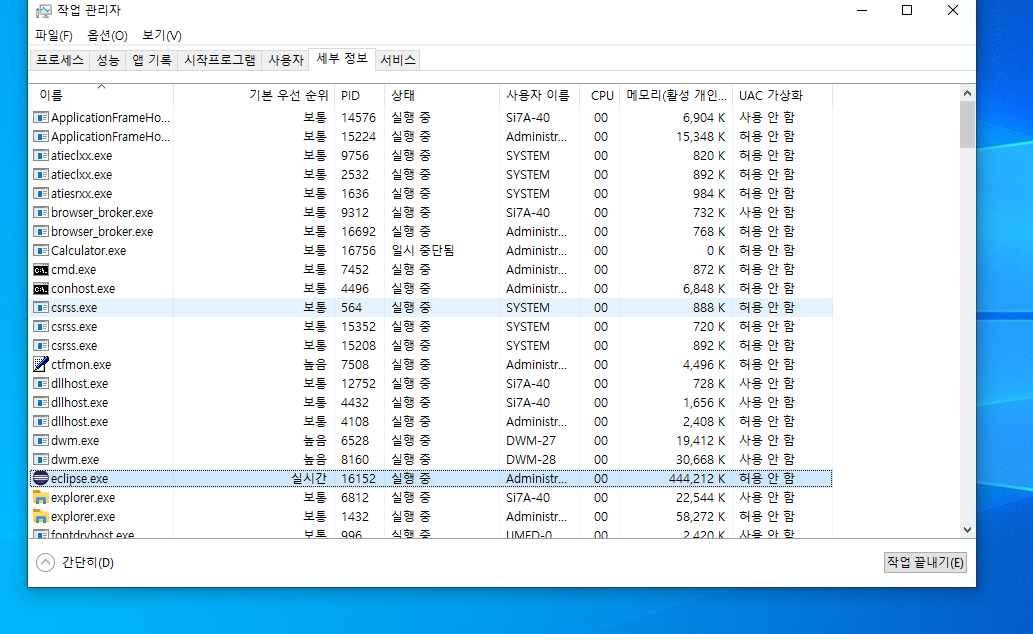 작업 관리자
파일(F) 옵션(O) 보기(V)
프로세스 성능 앱 기록 시작프로그램 사용자 세부 정보 서비스
이름 기본 우선 순위 PID 상태 사용자 이름 CPU 메모리(활성 개인... UAC 가상화
ApplicationFrameHo... 보통 14576 실행 중 Si7A-40 00 6,904 K 사용 안 함
ApplicationFrameHo... 보통 15224 실행 중 Administr... 00 15,348 K 허용 안 함
atieclxx.exe 보통 9756 실행 중 SYSTEM 00 820 K 허용 안 함
atieclxx.exe 보통 2532 실행 중 SYSTEM 00 892 K 허용 안 함
atiesrxx.exe 보통 1636 실행 중 SYSTEM 00 984 K 허용 안 함
browser_broker.exe 보통 9312 실행 중 Si7A-40 00 732 K 사용 안 함
browser_broker.exe 보통 16692 실행 중 Administr... 00 768 K 허용 안 함
Calculator.exe 보통 16756 일시 중단됨 Administr... 00 0 K 허용 안 함
cmd.exe 보통 7452 실행 중 Administr... 00 872 K 허용 안 함
conhost.exe 보통 4496 실행 중 Administr... 00 6,848 K 허용 안 함
csrss.exe 보통 564 실행 중 SYSTEM 00 888 K 허용 안 함
csrss.exe 보통 15352 실행 중 SYSTEM 00 720 K 허용 안 함
csrss.exe 보통 15208 실행 중 SYSTEM 00 892 K 허용 안 함
ctfmon.exe 높음 7508 실행 중 Administr... 00 4,496 K 허용 안 함
dllhost.exe 보통 12752 실행 중 Si7A-40 00 728 K 사용 안 함
dllhost.exe 보통 4432 실행 중 Si7A-40 00 1,656 K 사용 안 함
dllhost.exe 보통 4108 실행 중 Administr... 00 2,408 K 허용 안 함
dwm.exe 높음 6528 실행 중 DWM-27 00 19,412 K 사용 안 함
dwm.exe 높음 8160 실행 중 DWM-28 00 30,668 K 사용 안 함
eclipse.exe 실시간 16152 실행 중 Administr... 00 444,212 K 허용 안 함
explorer.exe 보통 6812 실행 중 Si7A-40 00 22,544 K 사용 안 함
explorer.exe 보통 1432 실행 중 Administr... 00 58,272 K 허용 안 함
fontdrvhost.exe 보통 996 실행 중 UMFD-0 00 2,420 K 사용 안 함
간단히(D) 작업 끝내기(E)